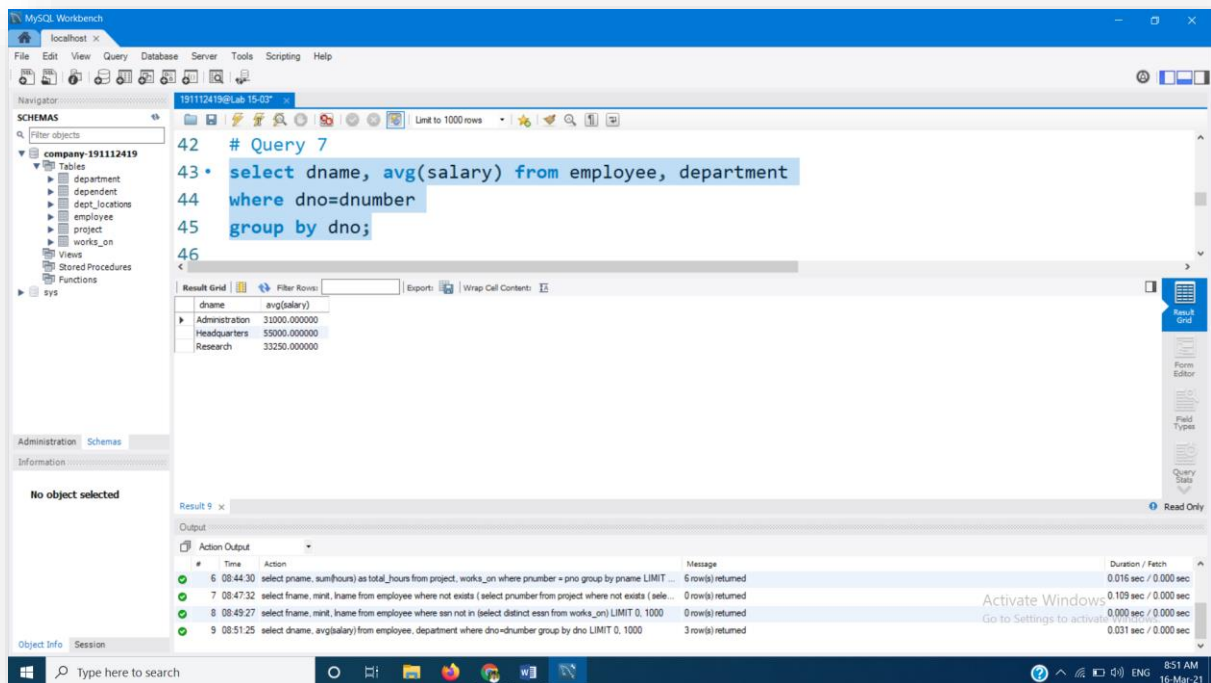 MySQL Workbench
localhost ×
File Edit View Query Database Server Tools Scripting Help
Navigator
SCHEMAS
Filter objects
company-191112419
Tables
department
dependent
dept_locations
employee
project
works_on
Views
Stored Procedures
Functions
sys
Administration Schemas
Information
No object selected
Object Info Session
191112419@Lab 15-03* ×
Limit to 1000 rows
42 # Query 7
43 select dname, avg(salary) from employee, department
44 where dno=dnumber
45 group by dno;
46
Result Grid Filter Rows: Export: Wrap Cell Content:
dname avg(salary)
Administration 31000.000000
Headquarters 55000.000000
Research 33250.000000
Result Grid
Form Editor
Field Types
Query Stats
Result 9 × Read Only
Output
Action Output
# Time Action Message Duration / Fetch
6 08:44:30 select pname, sum(hours) as total_hours from project, works_on where pnumber = pno group by pname LIMIT ... 6 row(s) returned 0.016 sec / 0.000 sec
7 08:47:32 select fname, minit, lname from employee where not exists ( select pnumber from project where not exists ( sele... 0 row(s) returned 0.109 sec / 0.000 sec
8 08:49:27 select fname, minit, lname from employee where ssn not in (select distinct essn from works_on) LIMIT 0, 1000 0 row(s) returned 0.000 sec / 0.000 sec
9 08:51:25 select dname, avg(salary) from employee, department where dno=dnumber group by dno LIMIT 0, 1000 3 row(s) returned 0.031 sec / 0.000 sec
Activate Windows
Go to Settings to activate Windows.
Type here to search
ENG
8:51 AM
16-Mar-21